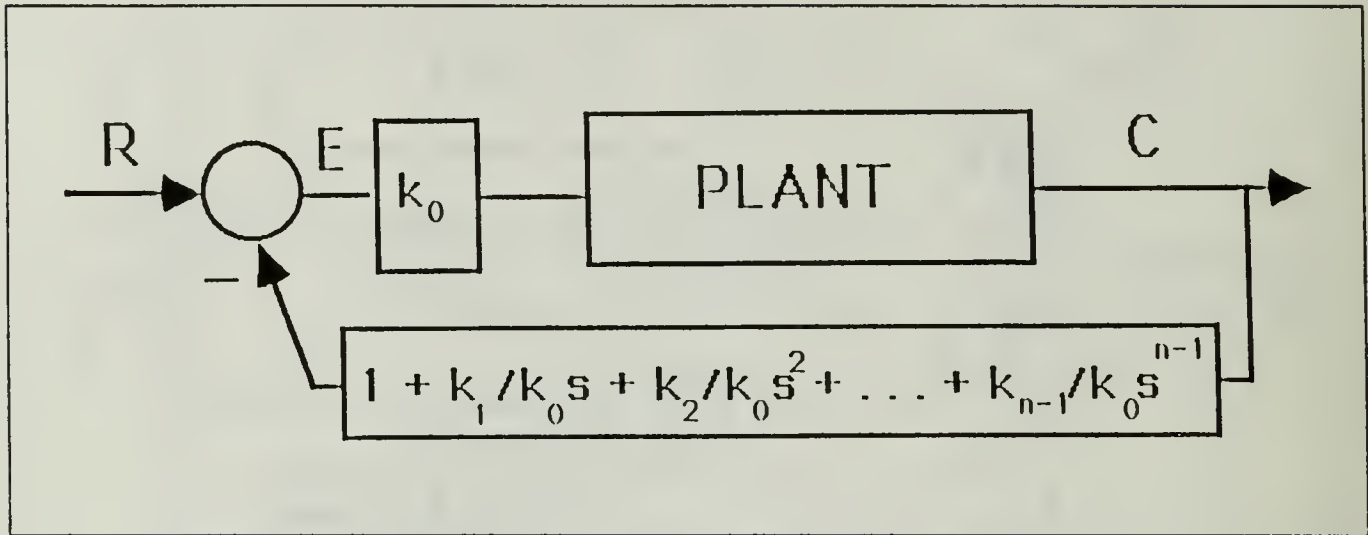 R
E
k₀
PLANT
C
−
1 + k₁/k₀s + k₂/k₀s² + . . . + kₙ₋₁/k₀sⁿ⁻¹